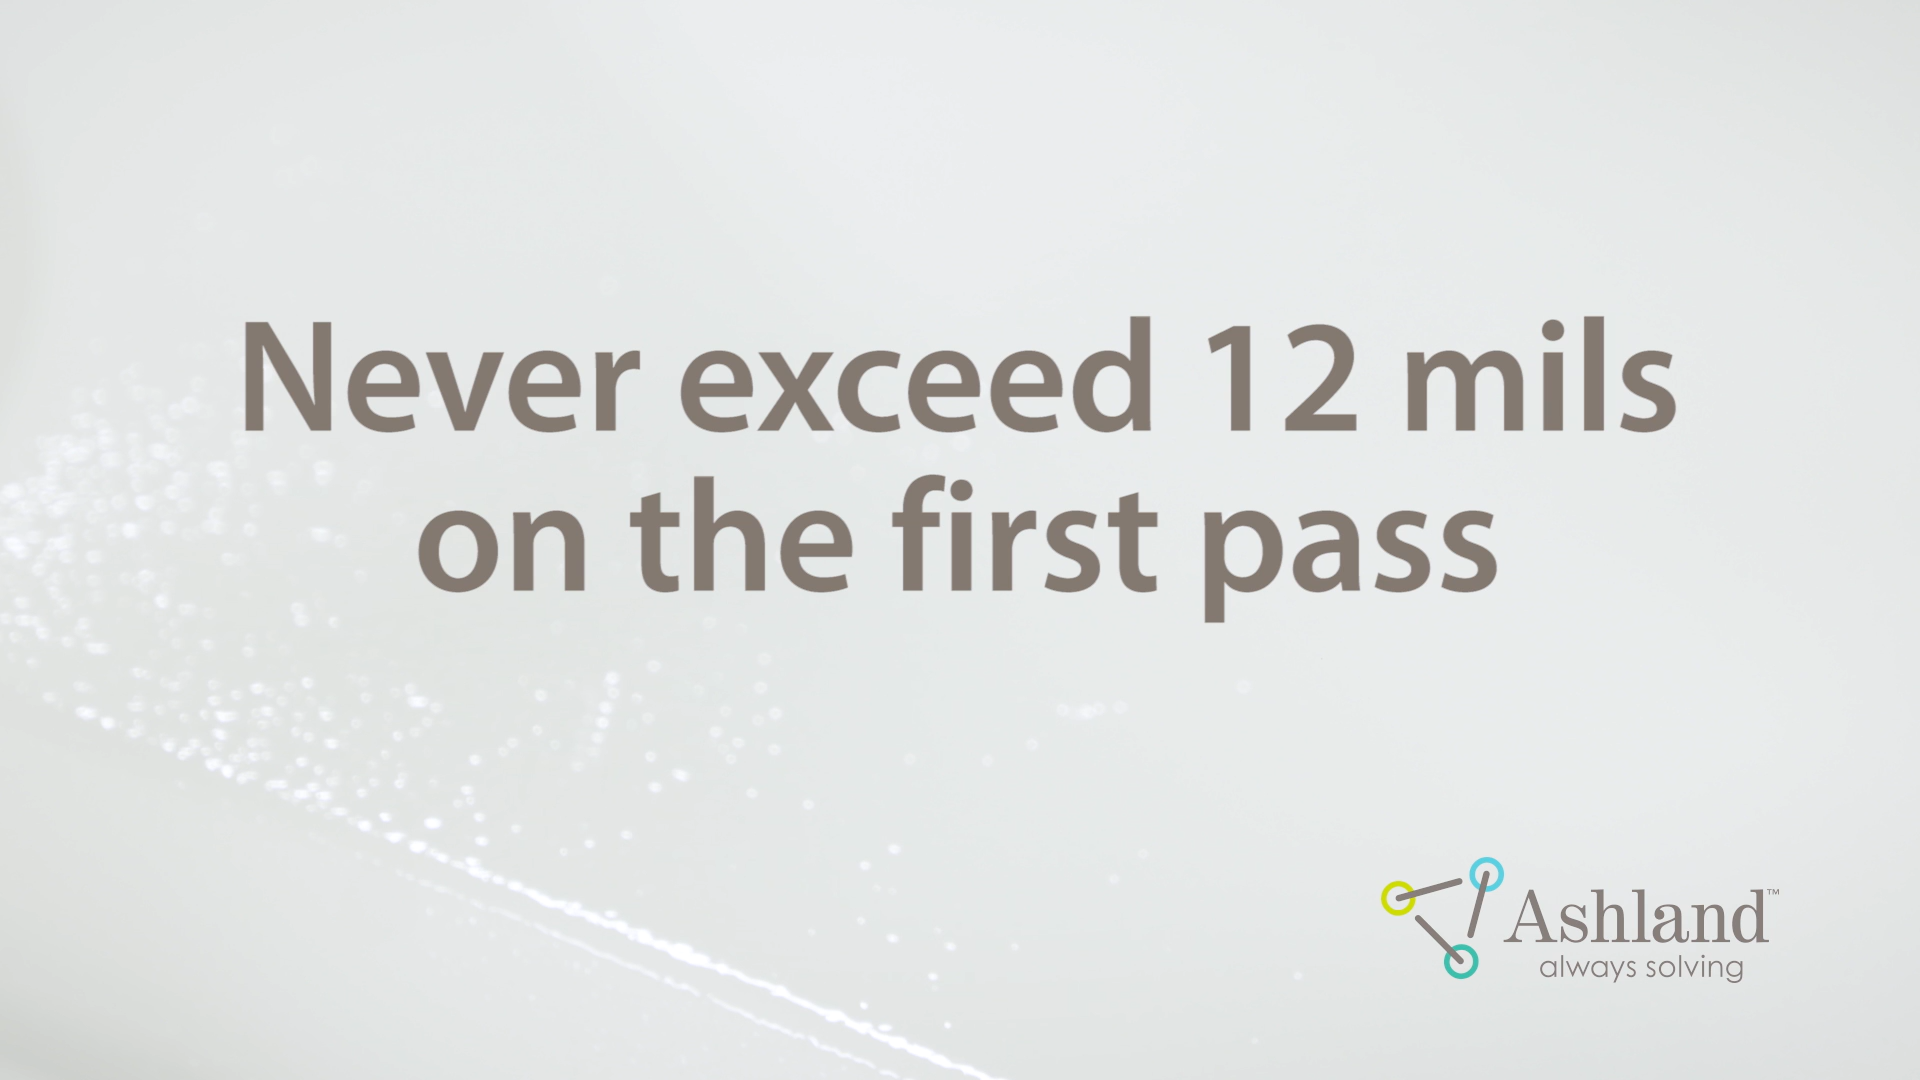 Never exceed 12 mils
on the first pass
Ashland™
always solving